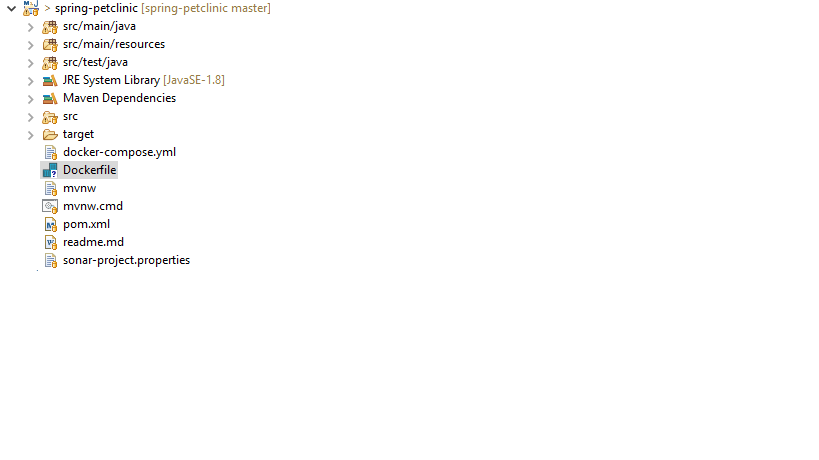 > spring-petclinic [spring-petclinic master]
src/main/java
src/main/resources
src/test/java
JRE System Library [JavaSE-1.8]
Maven Dependencies
src
target
docker-compose.yml
Dockerfile
mvnw
mvnw.cmd
pom.xml
readme.md
sonar-project.properties